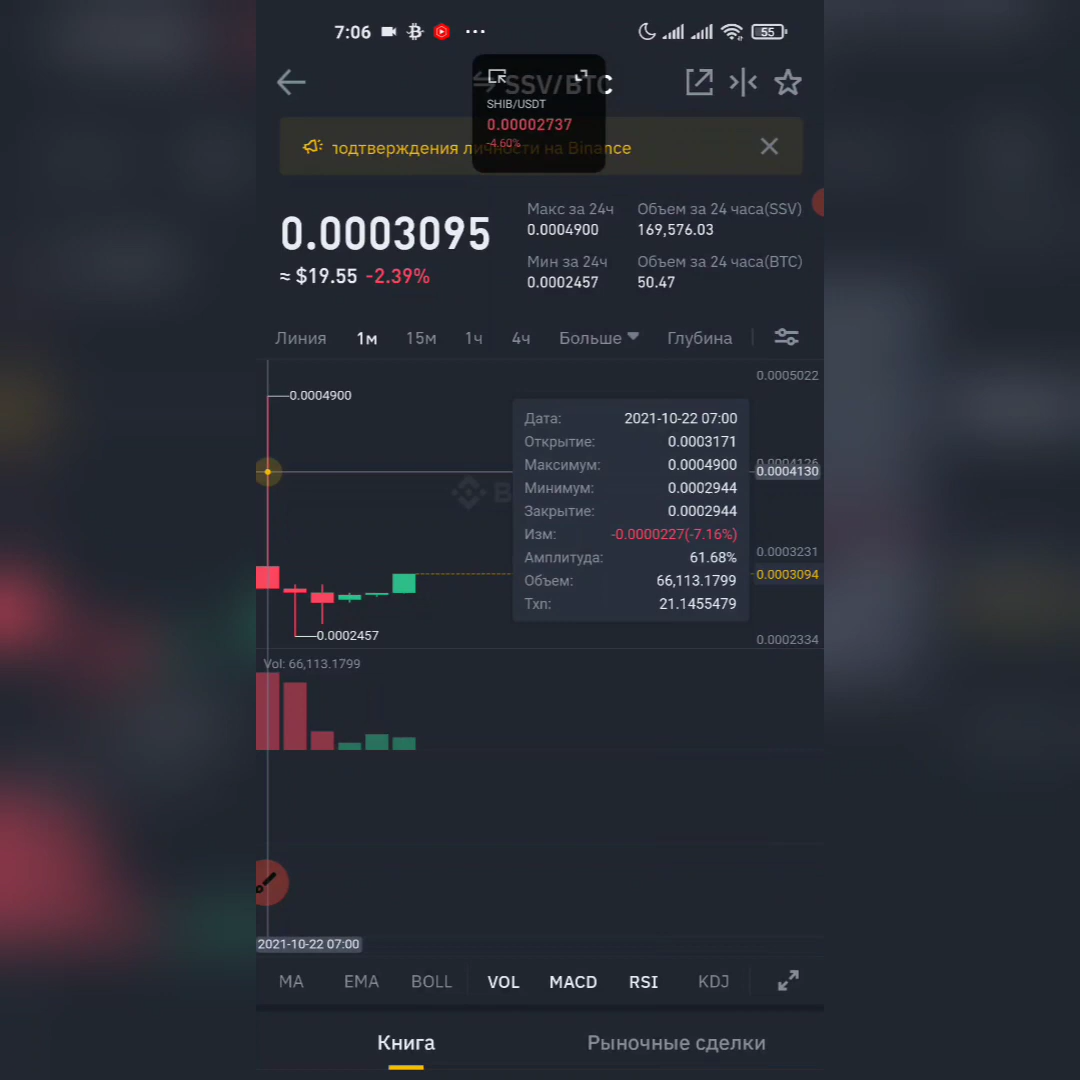 7:06 ... 55
SSV/BTC
SHIB/USDT
0.00002737
-4.60%
подтверждения личности на Binance
0.0003095
≈ $19.55 -2.39%
Макс за 24ч
0.0004900
Мин за 24ч
0.0002457
Объем за 24 часа(SSV)
169,576.03
Объем за 24 часа(BTC)
50.47
Линия 1м 15м 1ч 4ч Больше Глубина
0.0005022
0.0004900
Дата: 2021-10-22 07:00
Открытие: 0.0003171
Максимум: 0.0004900
Минимум: 0.0002944
Закрытие: 0.0002944
Изм: -0.0000227(-7.16%)
Амплитуда: 61.68%
Объем: 66,113.1799
Txn: 21.1455479
0.0004126
0.0004130
0.0003231
0.0003094
0.0002457
0.0002334
Vol: 66,113.1799
2021-10-22 07:00
MA EMA BOLL VOL MACD RSI KDJ
Книга Рыночные сделки